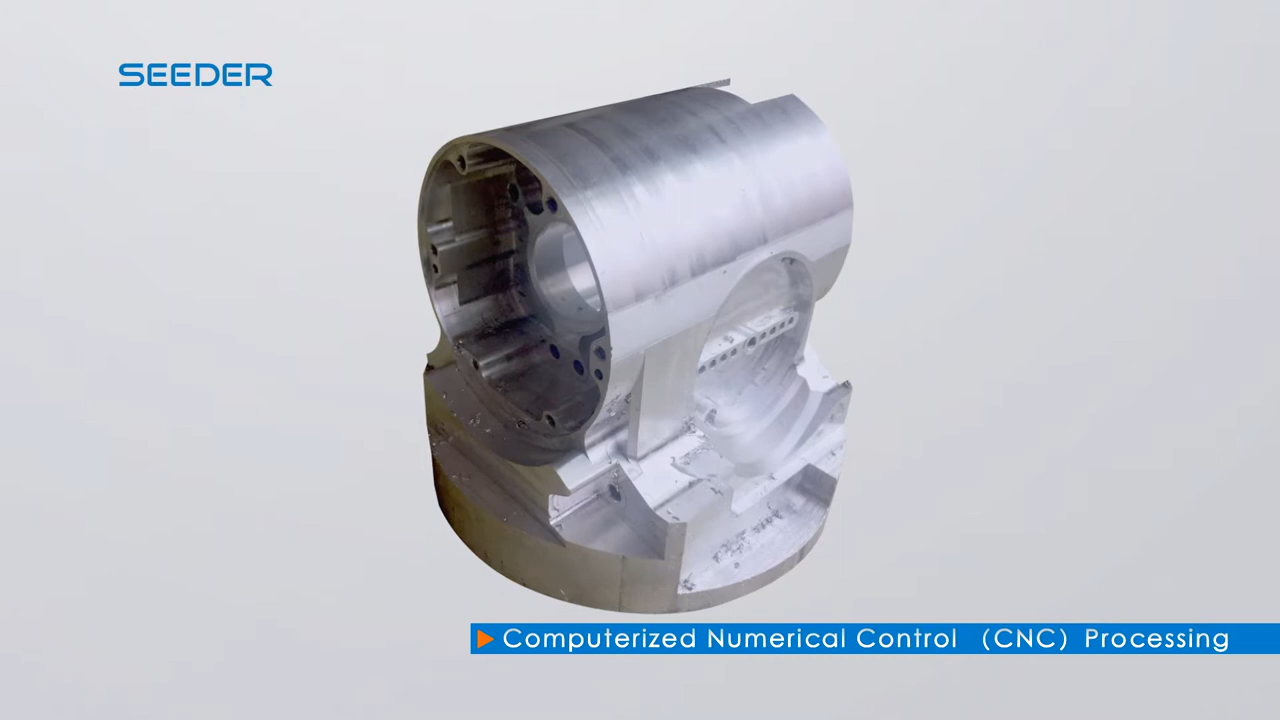 SEEDER
Computerized Numerical Control （CNC）Processing